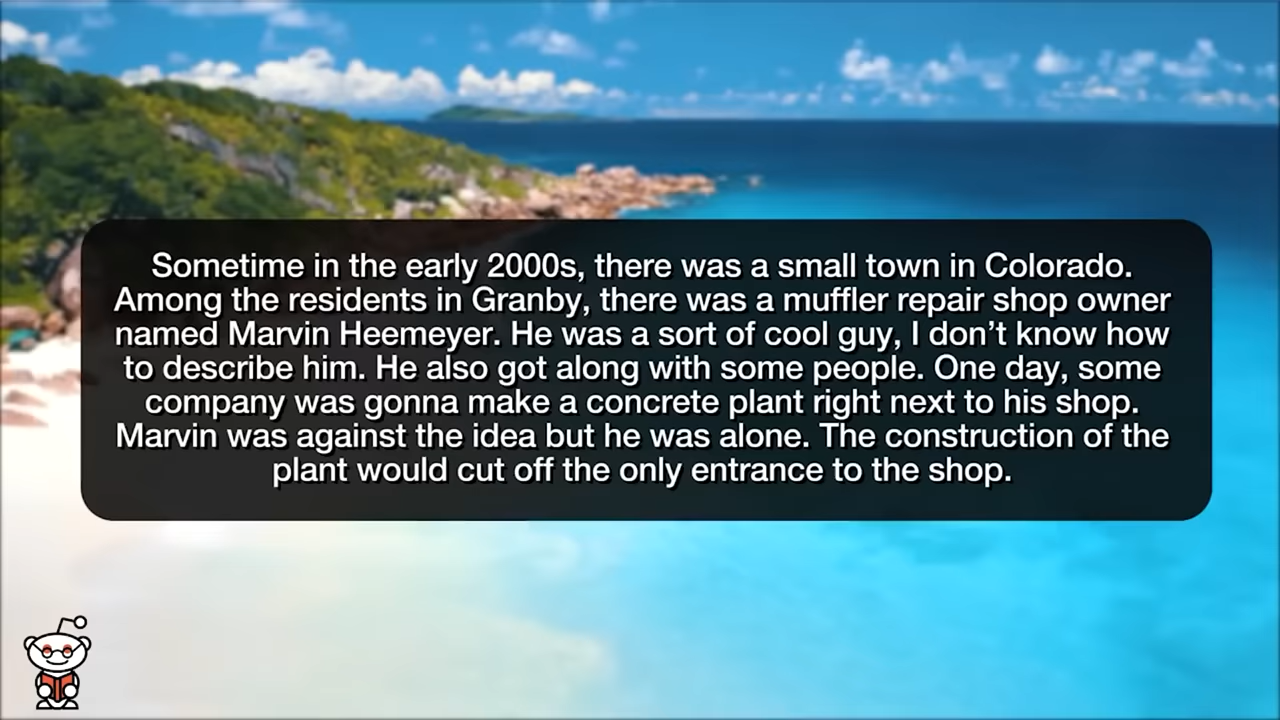 Sometime in the early 2000s, there was a small town in Colorado.
Among the residents in Granby, there was a muffler repair shop owner
named Marvin Heemeyer. He was a sort of cool guy, I don’t know how
to describe him. He also got along with some people. One day, some
company was gonna make a concrete plant right next to his shop.
Marvin was against the idea but he was alone. The construction of the
plant would cut off the only entrance to the shop.